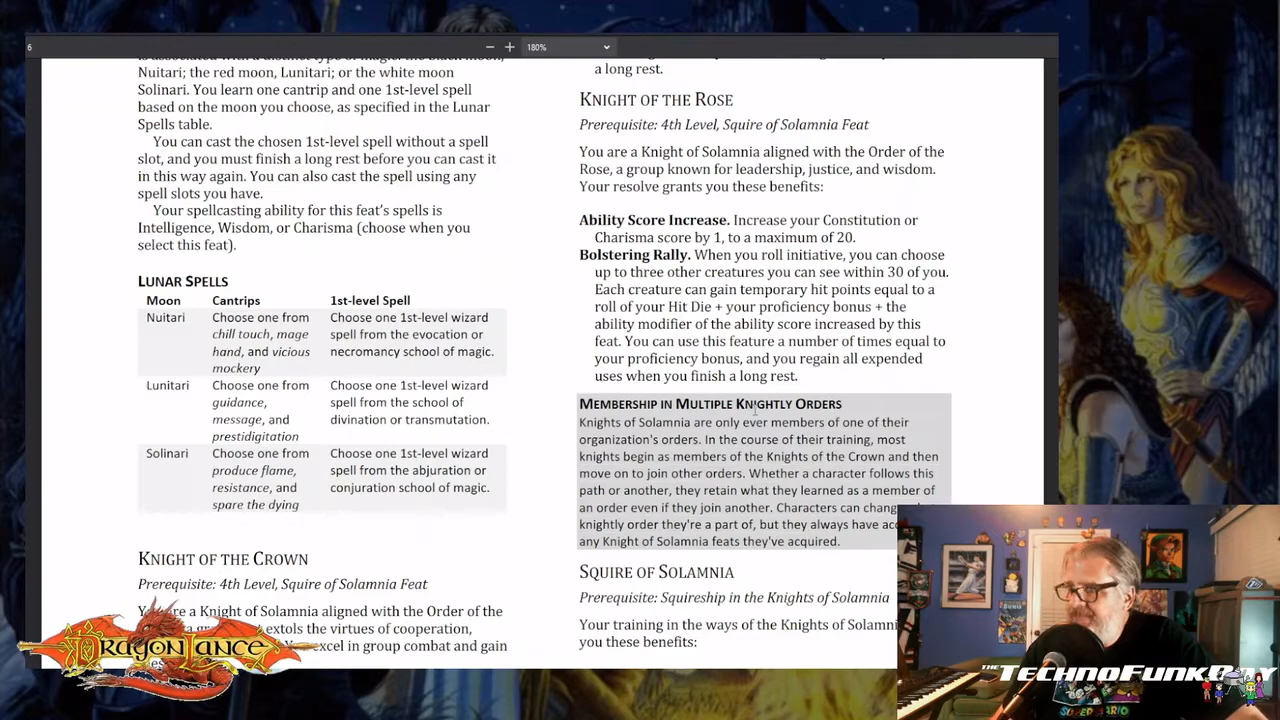 6
180%
is associated with a distinct type of magic: the black moon,
Nuitari; the red moon, Lunitari; or the white moon
Solinari. You learn one cantrip and one 1st-level spell
based on the moon you choose, as specified in the Lunar
Spells table.
You can cast the chosen 1st-level spell without a spell
slot, and you must finish a long rest before you can cast it
in this way again. You can also cast the spell using any
spell slots you have.
Your spellcasting ability for this feat's spells is
Intelligence, Wisdom, or Charisma (choose when you
select this feat).
LUNAR SPELLS
Moon Cantrips 1st-level Spell
Nuitari Choose one from Choose one 1st-level wizard
chill touch, mage spell from the evocation or
hand, and vicious necromancy school of magic.
mockery
Lunitari Choose one from Choose one 1st-level wizard
guidance, spell from the school of
message, and divination or transmutation.
prestidigitation
Solinari Choose one from Choose one 1st-level wizard
produce flame, spell from the abjuration or
resistance, and conjuration school of magic.
spare the dying
KNIGHT OF THE CROWN
Prerequisite: 4th Level, Squire of Solamnia Feat
You are a Knight of Solamnia aligned with the Order of the
extols the virtues of cooperation,
excel in group combat and gain
a long rest.
KNIGHT OF THE ROSE
Prerequisite: 4th Level, Squire of Solamnia Feat
You are a Knight of Solamnia aligned with the Order of the
Rose, a group known for leadership, justice, and wisdom.
Your resolve grants you these benefits:
Ability Score Increase. Increase your Constitution or
Charisma score by 1, to a maximum of 20.
Bolstering Rally. When you roll initiative, you can choose
up to three other creatures you can see within 30 of you.
Each creature can gain temporary hit points equal to a
roll of your Hit Die + your proficiency bonus + the
ability modifier of the ability score increased by this
feat. You can use this feature a number of times equal to
your proficiency bonus, and you regain all expended
uses when you finish a long rest.
MEMBERSHIP IN MULTIPLE KNIGHTLY ORDERS
Knights of Solamnia are only ever members of one of their
organization's orders. In the course of their training, most
knights begin as members of the Knights of the Crown and then
move on to join other orders. Whether a character follows this
path or another, they retain what they learned as a member of
an order even if they join another. Characters can change
knightly order they're a part of, but they always have acc
any Knight of Solamnia feats they've acquired.
SQUIRE OF SOLAMNIA
Prerequisite: Squireship in the Knights of Solamnia
Your training in the ways of the Knights of Solamni
you these benefits:
DRAGONLANCE
THE TECHNOFUNKBOY
SUPER MARIO